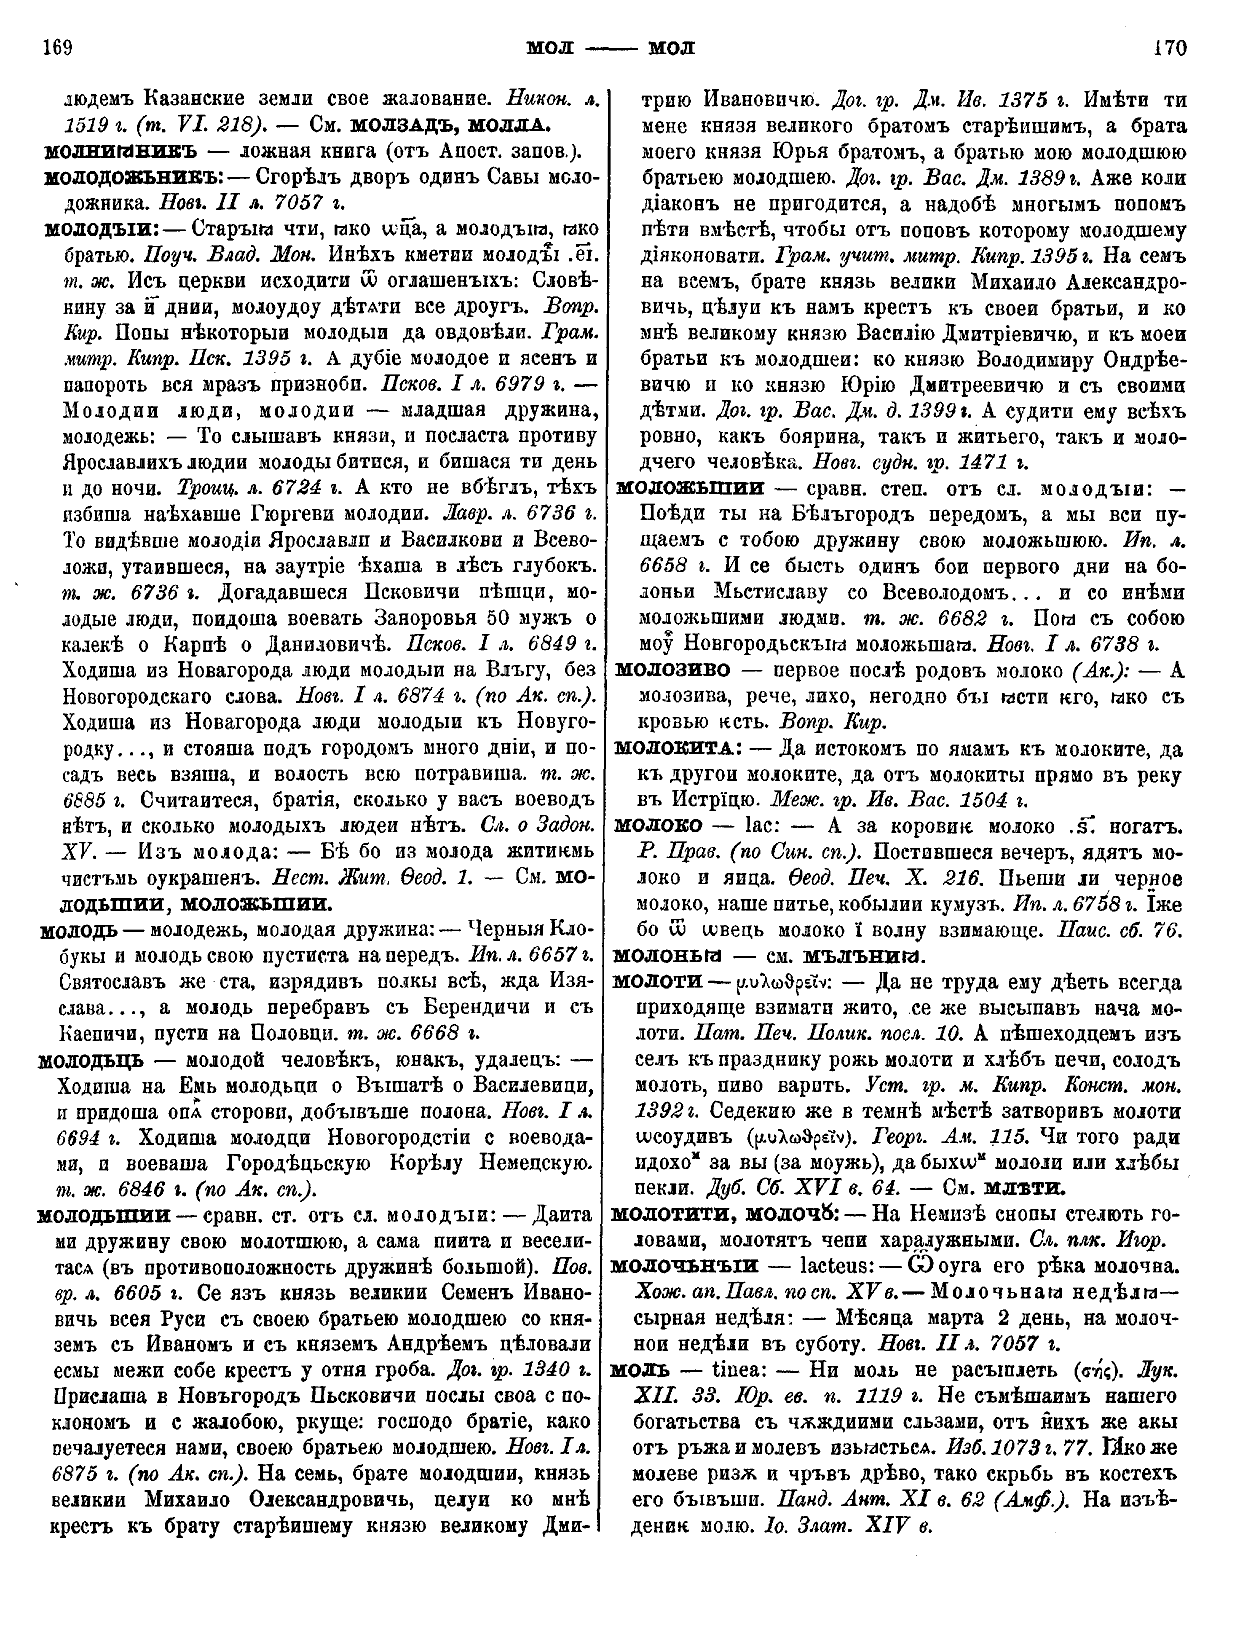 169
мол —— мол
170
людемъ Казанские земли свое жалование. Никон. л.
1519 г. (т. VI. 218). — См. МОЛЗАДЪ, МОЛЛА.
МОЛНИꙖНИКЪ — ложная книга (отъ Апост. запов.).
МОЛОДОЖЬНИКЪ: — Сгорѣлъ дворъ одинъ Савы моло-
дожника. Новг. II л. 7057 г.
МОЛОДЪІИ: — Старъıꙗ чти, ꙗко ѡц҃а, а молодъıꙗ, ꙗко
братью. Поуч. Влад. Мон. Инѣхъ кметии молодꙑı .е҃ı.
т. ж. Исъ церкви исходити ѿ оглашенъıхъ: Словѣ-
нину за и҃ днии, молоудоу дѣтѧти все дроугъ. Вопр.
Кир. Попы нѣкоторыи молодыи да овдовѣли. Грам.
митр. Кипр. Пск. 1395 г. А дубіе молодое и ясенъ и
папороть вся мразъ призноби. Псков. I л. 6979 г. —
Молодии люди, молодии — младшая дружина,
молодежь: — То слышавъ князи, и посласта противу
Ярославлихъ людии молоды битися, и бишася ти день
и до ночи. Троиц. л. 6724 г. А кто не вбѣглъ, тѣхъ
избиша наѣхавше Гюргеви молодии. Лавр. л. 6736 г.
То видѣвше молодіи Ярославли и Василкови и Всево-
ложи, утаившеся, на заутріе ѣхаша в лѣсъ глубокъ.
т. ж. 6736 г. Догадавшеся Псковичи пѣшци, мо-
лодые люди, поидоша воевать Заноровья 50 мужъ о
калекѣ о Карпѣ о Даниловичѣ. Псков. I л. 6849 г.
Ходиша из Новагорода люди молодыи на Влъгу, без
Новогородскаго слова. Новг. I л. 6874 г. (по Ак. сп.).
Ходиша из Новагорода люди молодыи къ Новуго-
родку..., и стояша подъ городомъ много дніи, и по-
садъ весь взяша, и волость всю потравиша. т. ж.
6885 г. Считаитеся, братія, сколько у васъ воеводъ
нѣтъ, и сколько молодыхъ людеи нѣтъ. Сл. о Задон.
XV. — Изъ молода: — Бѣ бо из молода житиѥмь
чистъмь оукрашенъ. Нест. Жит. Ѳеод. 1. — См. МО-
ЛОДЬШИИ, МОЛОЖЬШИИ.
МОЛОДЬ — молодежь, молодая дружина: — Черныя Кло-
букы и молодь свою пустиста напередъ. Ип. л. 6657 г.
Святославъ же ста, изрядивъ полкы всѣ, жда Изя-
слава..., а молодь перебравъ съ Берендичи и съ
Каепичи, пусти на Половци. т. ж. 6668 г.
МОЛОДЬЦЬ — молодой человѣкъ, юнакъ, удалецъ: —
Ходиша на Емь молодьци о Въıшатѣ о Василевици,
и придоша опѧ сторови, добъıвъше полона. Новг. I л.
6694 г. Ходиша молодци Новогородстіи с воевода-
ми, и воеваша Городѣцьскую Корѣлу Немецскую.
т. ж. 6846 г. (по Ак. сп.).
МОЛОДЬШИИ — сравн. ст. отъ сл. молодъıи: — Даита
ми дружину свою молотшюю, а сама пиита и весели-
тасѧ (въ противоположность дружинѣ большой). Пов.
вр. л. 6605 г. Се язъ князь великии Семенъ Ивано-
вичь всея Руси съ своею братьею молодшею со кня-
земъ съ Иваномъ и съ княземъ Андрѣемъ цѣловали
есмы межи собе крестъ у отня гроба. Дог. гр. 1340 г.
Прислаша в Новъгородъ Пьсковичи послы своа с по-
клономъ и с жалобою, ркуще: господо братіе, како
печалуетеся нами, своею братьею молодшею. Новг. I л.
6875 г. (по Ак. сп.). На семь, брате молодшии, князь
великии Михаило Олександровичь, целуи ко мнѣ
крестъ къ брату старѣишему князю великому Дми-
трию Ивановичю. Дог. гр. Дм. Ив. 1375 г. Имѣти ти
мене князя великого братомъ старѣишимъ, а брата
моего князя Юрья братомъ, а братью мою молодшюю
братьею молодшею. Дог. гр. Вас. Дм. 1389 г. Аже коли
діаконъ не пригодится, а надобѣ многымъ попомъ
пѣти вмѣстѣ, чтобы отъ поповъ которому молодшему
діяконовати. Грам. учит. митр. Кипр. 1395 г. На семъ
на всемъ, брате князь велики Михаило Александро-
вичь, цѣлуи къ намъ крестъ къ своеи братьи, и ко
мнѣ великому князю Василію Дмитріевичю, и къ моеи
братьи къ молодшеи: ко князю Володимиру Ондрѣе-
вичю и ко князю Юрію Дмитреевичю и съ своими
дѣтми. Дог. гр. Вас. Дм. д. 1399 г. А судити ему всѣхъ
ровно, какъ боярина, такъ и житьего, такъ и моло-
дчего человѣка. Новг. судн. гр. 1471 г.
МОЛОЖЬШИИ — сравн. степ. отъ сл. молодъıи: —
Поѣди ты на Бѣлъгородъ передомъ, а мы вси пу-
щаемъ с тобою дружину свою моложьшюю. Ип. л.
6658 г. И се бысть одинъ бои первого дни на бо-
лоньи Мьстиславу со Всеволодомъ... и со инѣми
моложьшими людми. т. ж. 6682 г. Поꙗ съ собою
моу̑ Новгородьскъıꙗ моложьшаꙗ. Новг. I л. 6738 г.
МОЛОЗИВО — первое послѣ родовъ молоко (Ак.): — А
молозива, рече, лихо, негодно бъı ꙗсти ѥго, ꙗко съ
кровью ѥсть. Вопр. Кир.
МОЛОКИТА: — Да истокомъ по ямамъ къ молоките, да
къ другои молоките, да отъ молокиты прямо въ реку
въ Истрїцю. Меж. гр. Ив. Вас. 1504 г.
МОЛОКО — lac: — А за коровиѥ молоко .ѕ҃. ногатъ.
Р. Прав. (по Син. сп.). Постившеся вечеръ, ядятъ мо-
локо и яица. Ѳеод. Печ. X. 216. Пьеши ли черное
молоко, наше питье, кобылии кумузъ. Ип. л. 6758 г. Їже
бо ѿ ѡвець молоко ї волну взимающе. Паис. сб. 76.
МОЛОНЬꙖ — см. МЪЛЪНИꙖ.
МОЛОТИ — μυλωθρεῖν: — Да не труда ему дѣеть всегда
приходяще взимати жито, се же высыпавъ нача мо-
лоти. Пат. Печ. Полик. посл. 10. А пѣшеходцемъ изъ
селъ къ празднику рожь молоти и хлѣбъ печи, солодъ
молоть, пиво варить. Уст. гр. м. Кипр. Конст. мон.
1392 г. Седекию же в темнѣ мѣстѣ затворивъ молоти
ѡсоудивъ (μυλωθρεῖν). Георг. Ам. 115. Чи того ради
идохоᵐ за вы (за моужь), да быхѡᵐ мололи или хлѣбы
пекли. Дуб. Сб. XVI в. 64. — См. МЛѢТИ.
МОЛОТИТИ, МОЛОЧꙊ: — На Немизѣ снопы стелютъ го-
ловами, молотятъ чепи харалужными. Сл. плк. Игор.
МОЛОЧЬНЪІИ — lacteus: — Ѿ оуга его рѣка молочна.
Хож. ап. Павл. по сп. XV в. — Молочьнаꙗ недѣлꙗ —
сырная недѣля: — Мѣсяца марта 2 день, на молоч-
нои недѣли въ суботу. Новг. II л. 7057 г.
МОЛЬ — tinea: — Ни моль не расъıплеть (σής). Лук.
XII. 33. Юр. ев. п. 1119 г. Не съмѣшаимъ нашего
богатьства съ чѫждиими сльзами, отъ нихъ же акы
отъ ръжа и молевъ изъꙗстьсѧ. Изб. 1073 г. 77. Ꙗко же
молеве ризѫ и чръвъ дрѣво, тако скрьбь въ костехъ
его бъıвъши. Панд. Ант. XI в. 62 (Амф.). На изъѣ-
дениѥ молю. Іо. Злат. XIV в.